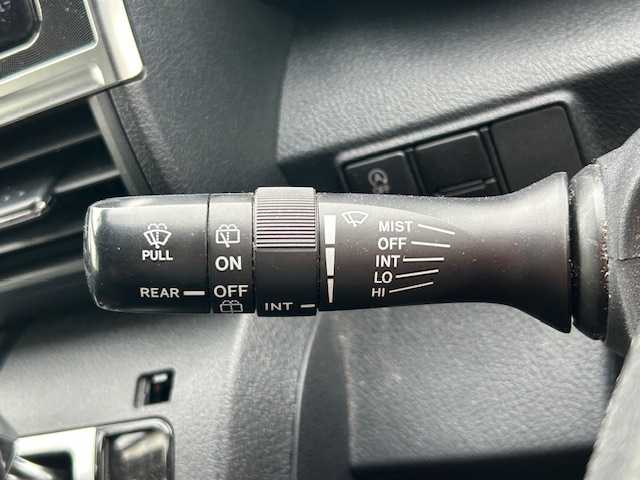 PULL
REAR
ON
OFF
INT
MIST
OFF
INT
LO
HI